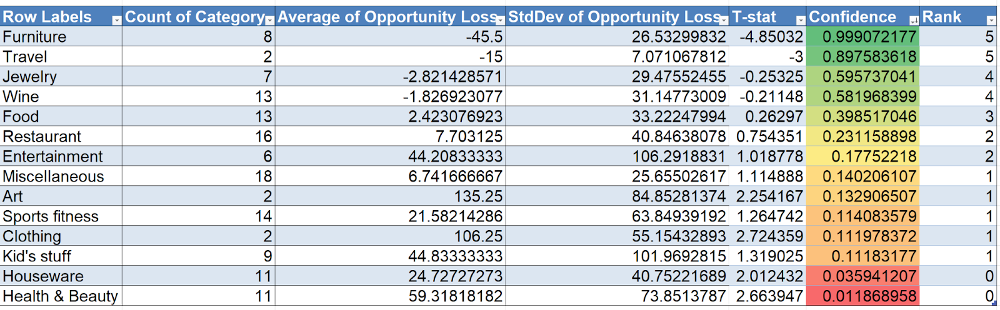 Row Labels Count of Category Average of Opportunity Loss StdDev of Opportunity Loss T-stat Confidence Rank
Furniture 8 -45.5 26.53299832 -4.85032 0.999072177 5
Travel 2 -15 7.071067812 -3 0.897583618 5
Jewelry 7 -2.821428571 29.47552455 -0.25325 0.595737041 4
Wine 13 -1.826923077 31.14773009 -0.21148 0.581968399 4
Food 13 2.423076923 33.22247994 0.26297 0.398517046 3
Restaurant 16 7.703125 40.84638078 0.754351 0.231158898 2
Entertainment 6 44.20833333 106.2918831 1.018778 0.17752218 2
Miscellaneous 18 6.741666667 25.65502617 1.114888 0.140206107 1
Art 2 135.25 84.85281374 2.254167 0.132906507 1
Sports fitness 14 21.58214286 63.84939192 1.264742 0.114083579 1
Clothing 2 106.25 55.15432893 2.724359 0.111978372 1
Kid's stuff 9 44.83333333 101.9692815 1.319025 0.11183177 1
Houseware 11 24.72727273 40.75221689 2.012432 0.035941207 0
Health & Beauty 11 59.31818182 73.8513787 2.663947 0.011868958 0